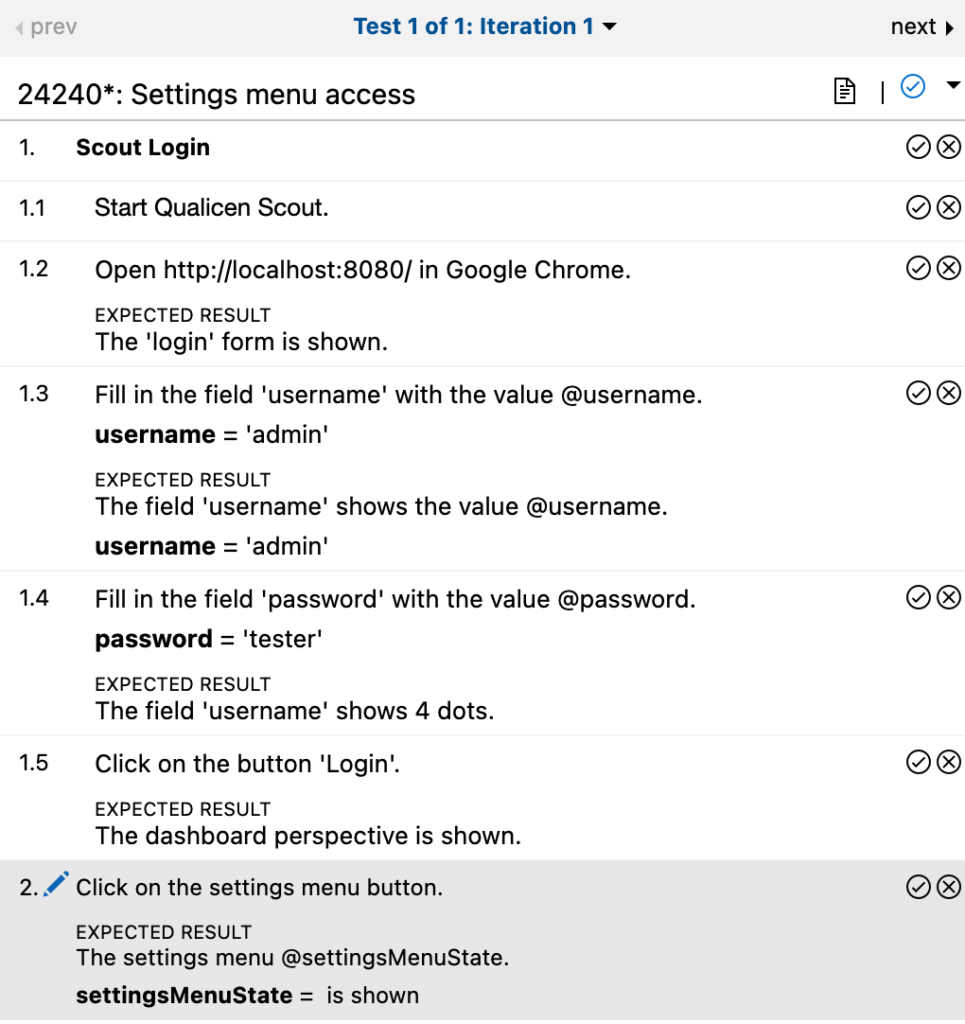 prev
Test 1 of 1: Iteration 1
next
24240*: Settings menu access
1. Scout Login
1.1 Start Qualicen Scout.
1.2 Open http://localhost:8080/ in Google Chrome.
EXPECTED RESULT
The 'login' form is shown.
1.3 Fill in the field 'username' with the value @username.
username = 'admin'
EXPECTED RESULT
The field 'username' shows the value @username.
username = 'admin'
1.4 Fill in the field 'password' with the value @password.
password = 'tester'
EXPECTED RESULT
The field 'username' shows 4 dots.
1.5 Click on the button 'Login'.
EXPECTED RESULT
The dashboard perspective is shown.
2. Click on the settings menu button.
EXPECTED RESULT
The settings menu @settingsMenuState.
settingsMenuState = is shown